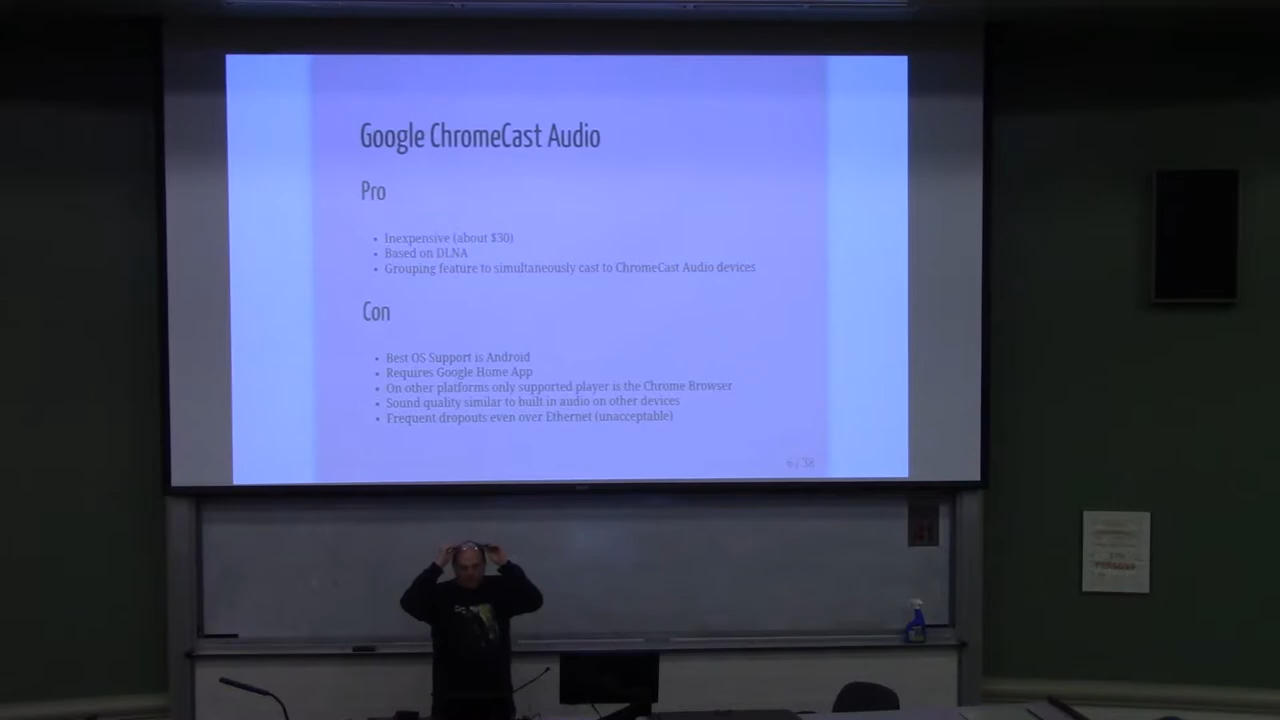 Google ChromeCast Audio
Pro
• Inexpensive (about $30)
• Based on DLNA
• Grouping feature to simultaneously cast to ChromeCast Audio devices
Con
• Best OS Support is Android
• Requires Google Home App
• On other platforms only supported player is the Chrome Browser
• Sound quality similar to built in audio on other devices
• Frequent dropouts even over Ethernet (unacceptable)
6 / 38